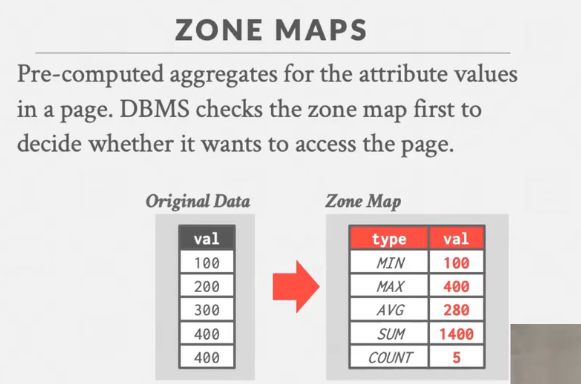 ZONE MAPS
Pre-computed aggregates for the attribute values
in a page. DBMS checks the zone map first to
decide whether it wants to access the page.
Original Data
val
100
200
300
400
400
Zone Map
type val
MIN 100
MAX 400
AVG 280
SUM 1400
COUNT 5